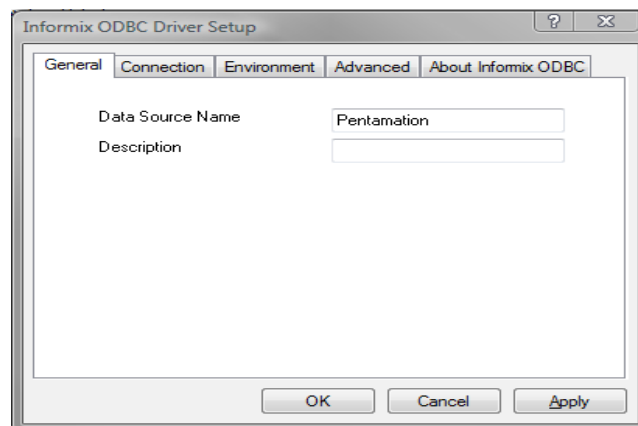 Informix ODBC Driver Setup
General Connection Environment Advanced About Informix ODBC
Data Source Name Pentamation
Description
OK Cancel Apply